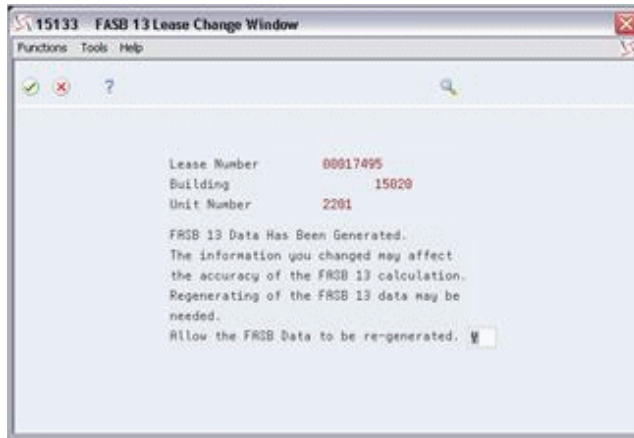 15133 FASB 13 Lease Change Window
Functions Tools Help
?
Lease Number 00017495
Building 15020
Unit Number 2201
FASB 13 Data Has Been Generated.
The information you changed may affect
the accuracy of the FASB 13 calculation.
Regenerating of the FASB 13 data may be
needed.
Allow the FASB Data to be re-generated. Y